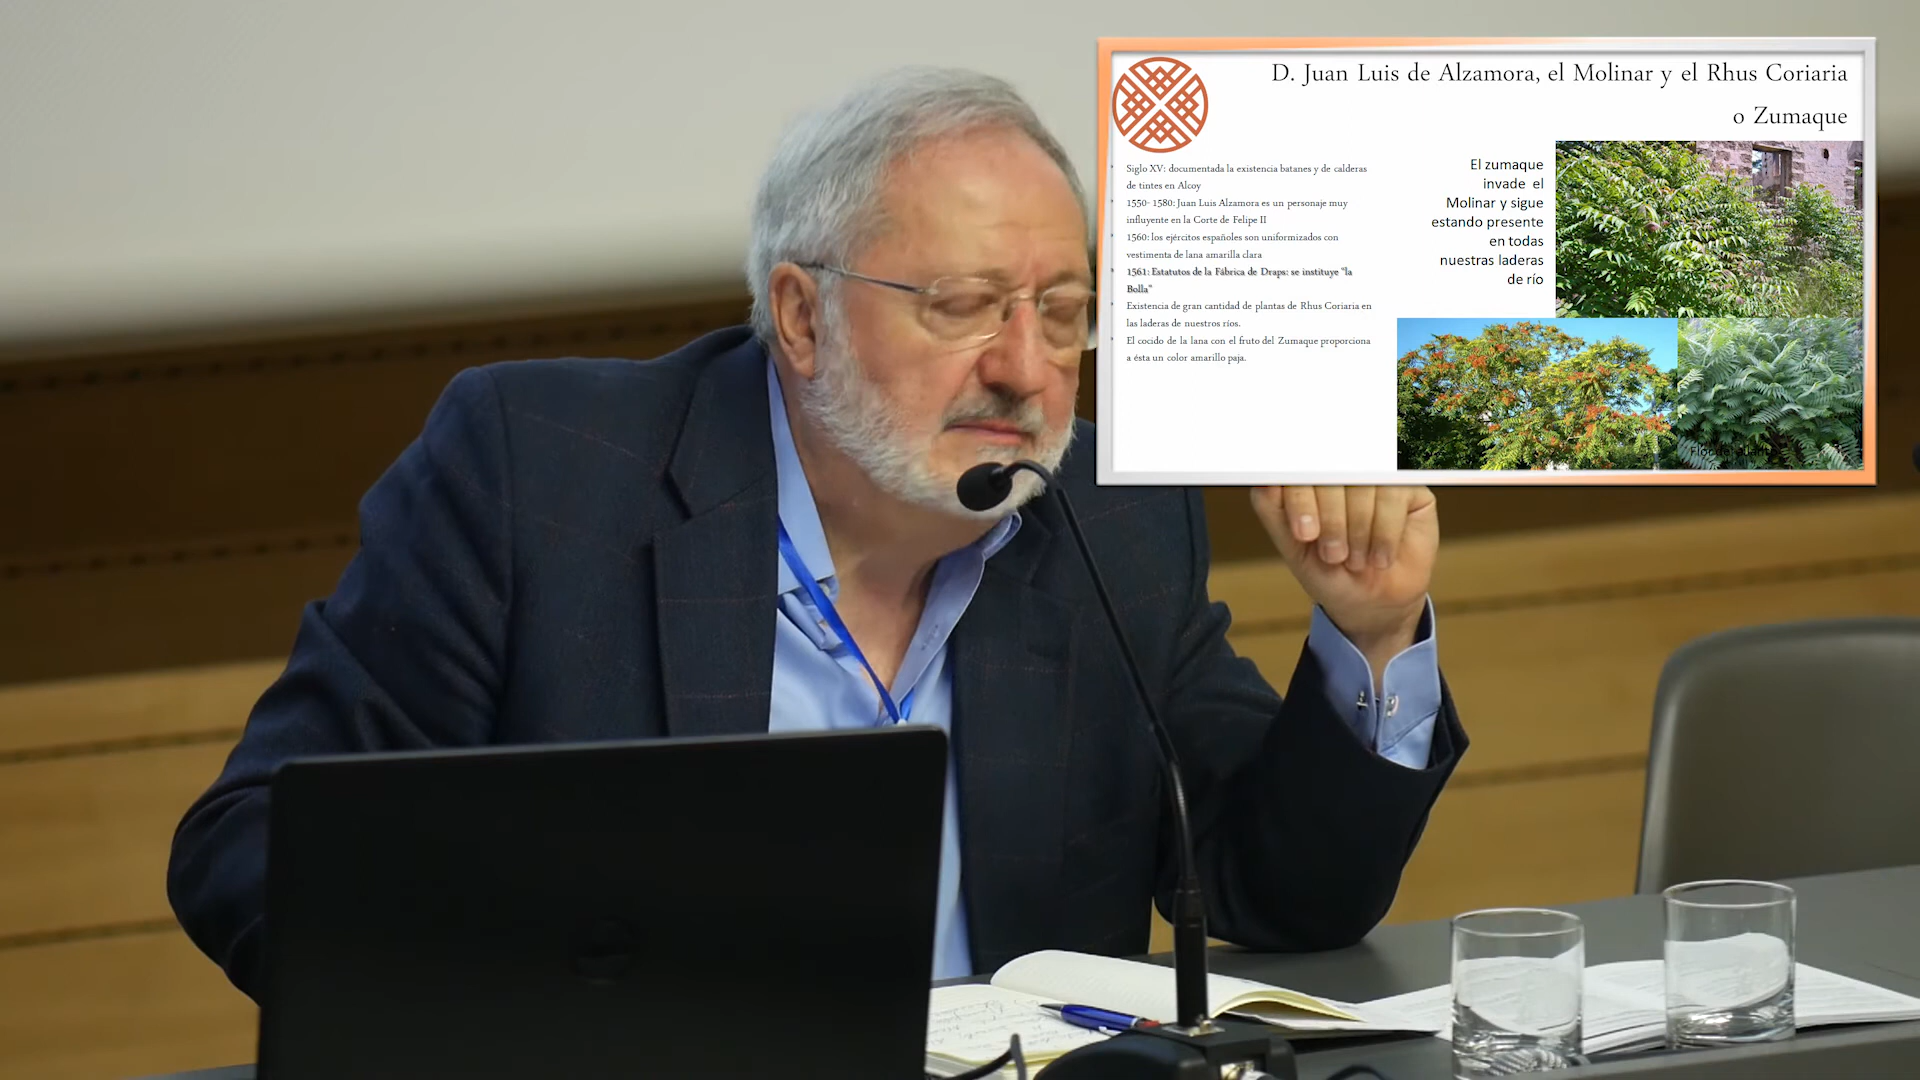 D. Juan Luis de Alzamora, el Molinar y el Rhus Coriaria
o Zumaque
Siglo XV: documentada la existencia batanes y de calderas
de tintes en Alcoy
1550- 1580: Juan Luis Alzamora es un personaje muy
influyente en la Corte de Felipe II
1560: los ejércitos españoles son uniformizados con
vestimenta de lana amarilla clara
1561: Estatutos de la Fábrica de Draps: se instituye "la
Bolla"
Existencia de gran cantidad de plantas de Rhus Coriaria en
las laderas de nuestros ríos.
El cocido de la lana con el fruto del Zumaque proporciona
a ésta un color amarillo paja.
El zumaque
invade el
Molinar y sigue
estando presente
en todas
nuestras laderas
de río